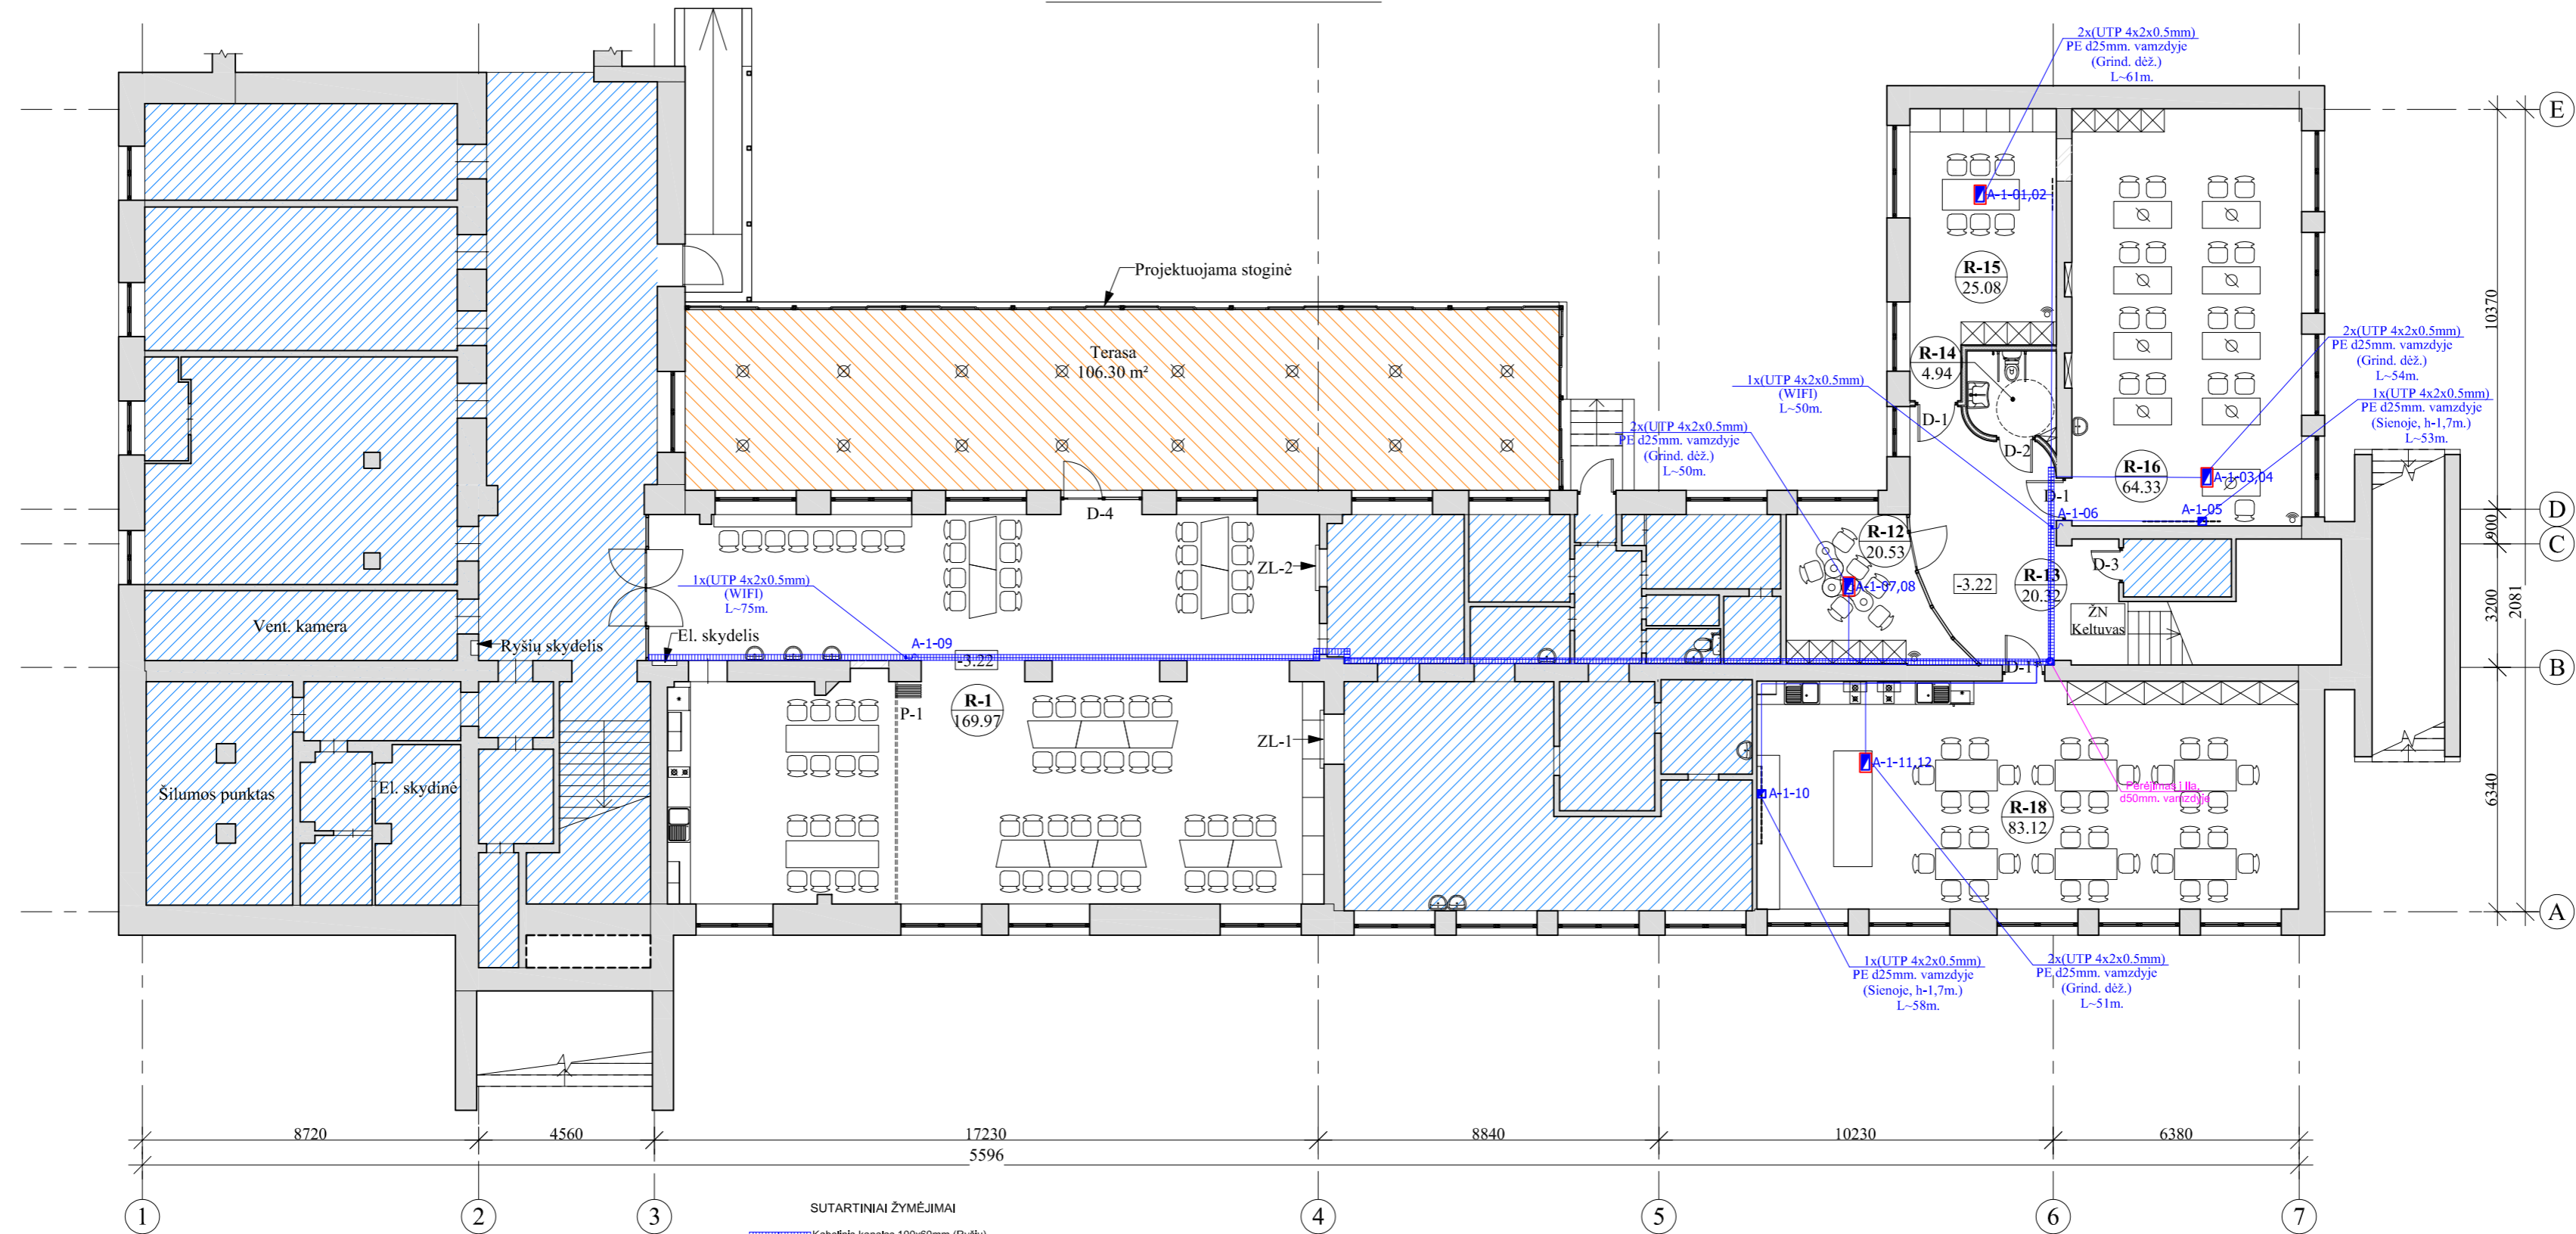 2x(UTP 4x2x0.5mm)
PE d25mm. vamzdyje
(Grind. dėž.)
L~61m.
E
A-1-01,02
R-15
25.08
Projektuojama stoginė
10370
Terasa
106.30 m²
R-14
4.94
2x(UTP 4x2x0.5mm)
PE d25mm. vamzdyje
(Grind. dėž.)
L~54m.
1x(UTP 4x2x0.5mm)
(WIFI)
L~50m.
1x(UTP 4x2x0.5mm)
PE d25mm. vamzdyje
(Sienoje, h-1,7m.)
L~53m.
D-1
2x(UTP 4x2x0.5mm)
PE d25mm. vamzdyje
(Grind. dėž.)
L~50m.
D-2
R-16
64.33
A-1-03,04
D-1
A-1-05
A-1-06
D-4
D
900
C
R-12
20.53
ZL-2
D-3
1x(UTP 4x2x0.5mm)
(WIFI)
L~75m.
A-1-07,08
-3.22
R-13
20.32
3200
2081
ŽN
Keltuvas
Vent. kamera
Ryšių skydelis
El. skydelis
A-1-09
-3.22
D-1
B
R-1
169.97
P-1
ZL-1
A-1-11,12
Šilumos punktas
El. skydinė
A-1-10
Perėjimas į IIa.
d50mm. vamzdyje
R-18
83.12
6340
A
1x(UTP 4x2x0.5mm)
PE d25mm. vamzdyje
(Sienoje, h-1,7m.)
L~58m.
2x(UTP 4x2x0.5mm)
PE d25mm. vamzdyje
(Grind. dėž.)
L~51m.
8720
4560
17230
8840
10230
6380
5596
1
2
3
4
5
6
7
SUTARTINIAI ŽYMĖJIMAI